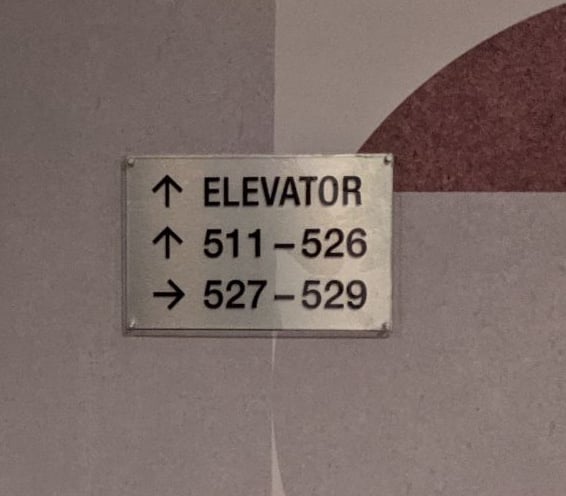 ↑ ELEVATOR
↑ 511–526
→ 527–529